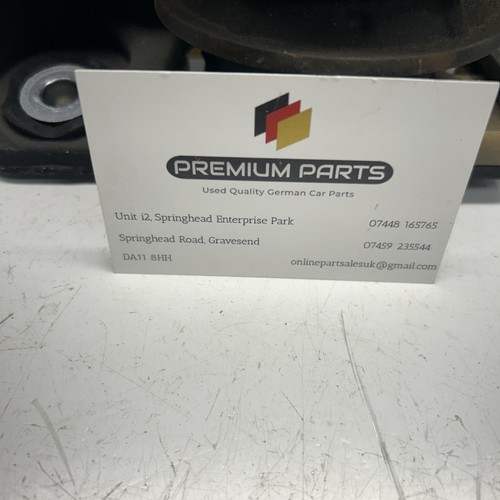 PREMIUM PARTS
Used Quality German Car Parts
Unit i2, Springhead Enterprise Park
07448 165765
Springhead Road, Gravesend
07459 235544
DA11 8HH
onlinepartsalesuk@gmail.com